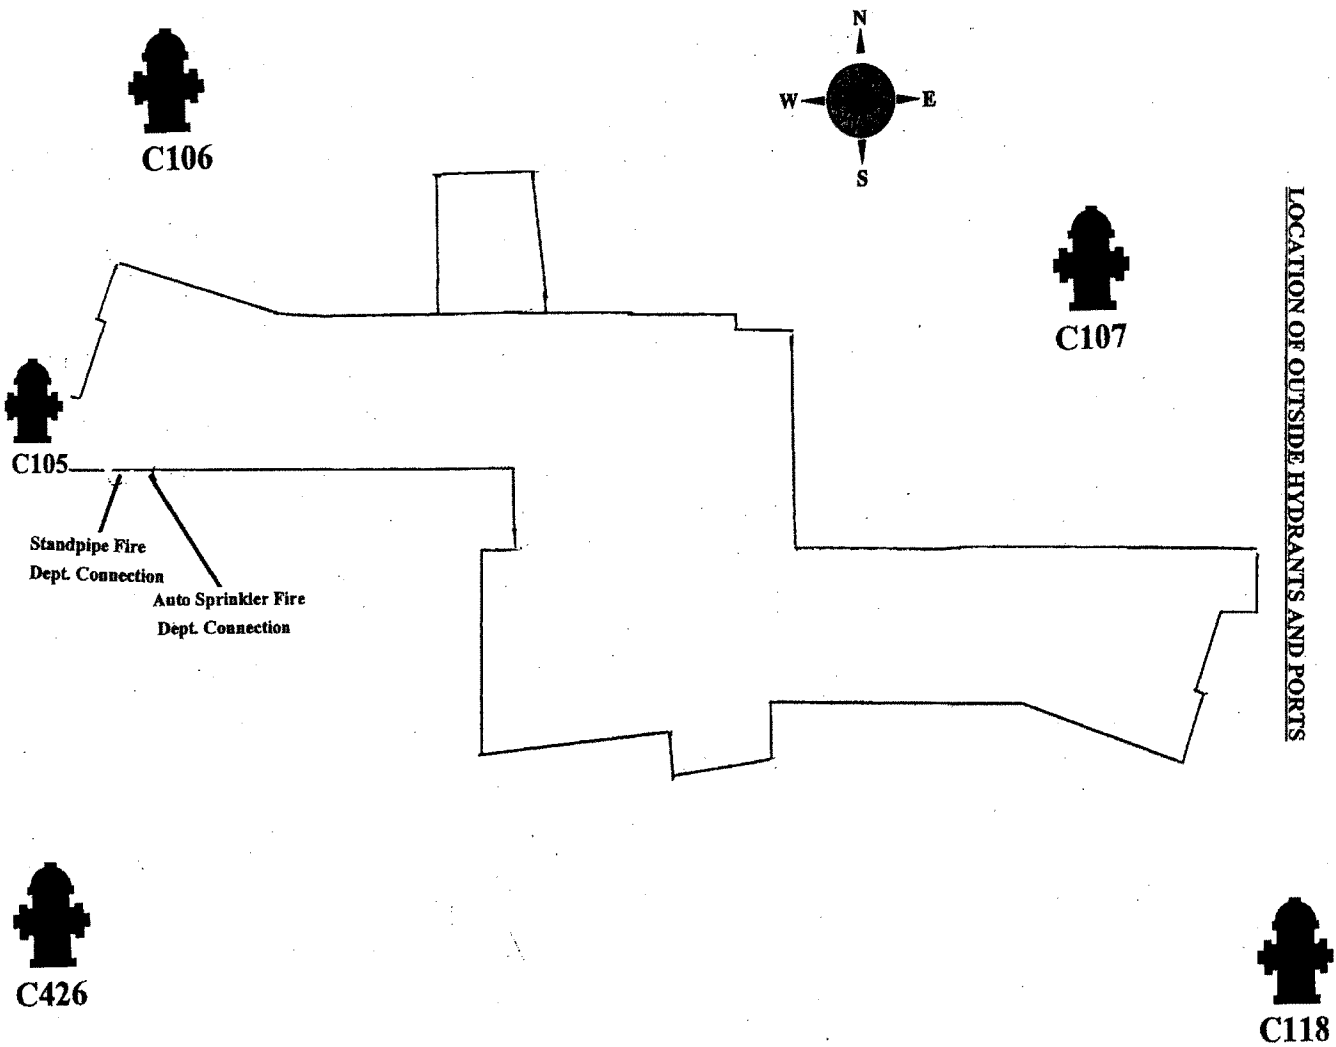 N
W
E
S
C106
C107
LOCATION OF OUTSIDE HYDRANTS AND PORTS
C105
Standpipe Fire
Dept. Connection
Auto Sprinkler Fire
Dept. Connection
C426
C118